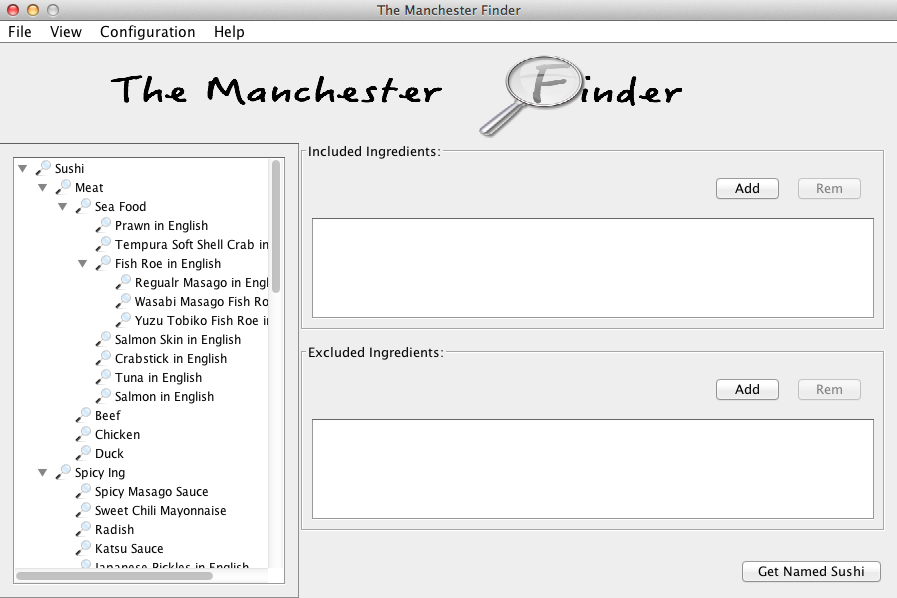 The Manchester Finder
File View Configuration Help
The Manchester Finder
Sushi
Meat
Sea Food
Prawn in English
Tempura Soft Shell Crab in
Fish Roe in English
Regualr Masago in Engl
Wasabi Masago Fish Ro
Yuzu Tobiko Fish Roe i
Salmon Skin in English
Crabstick in English
Tuna in English
Salmon in English
Beef
Chicken
Duck
Spicy Ing
Spicy Masago Sauce
Sweet Chili Mayonnaise
Radish
Katsu Sauce
Japanese Pickles in English
Included Ingredients:
Add Rem
Excluded Ingredients:
Add Rem
Get Named Sushi